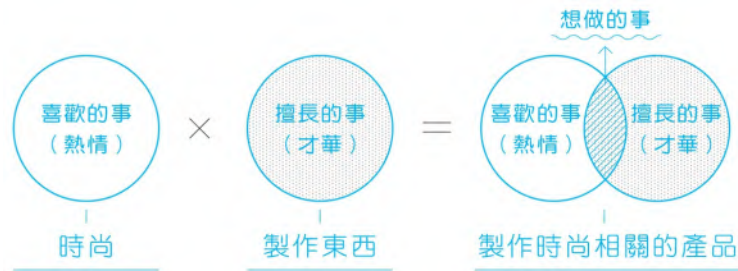 想做的事
喜歡的事
（熱情）
×
擅長的事
（才華）
=
喜歡的事
（熱情）
擅長的事
（才華）
時尚
製作東西
製作時尚相關的產品